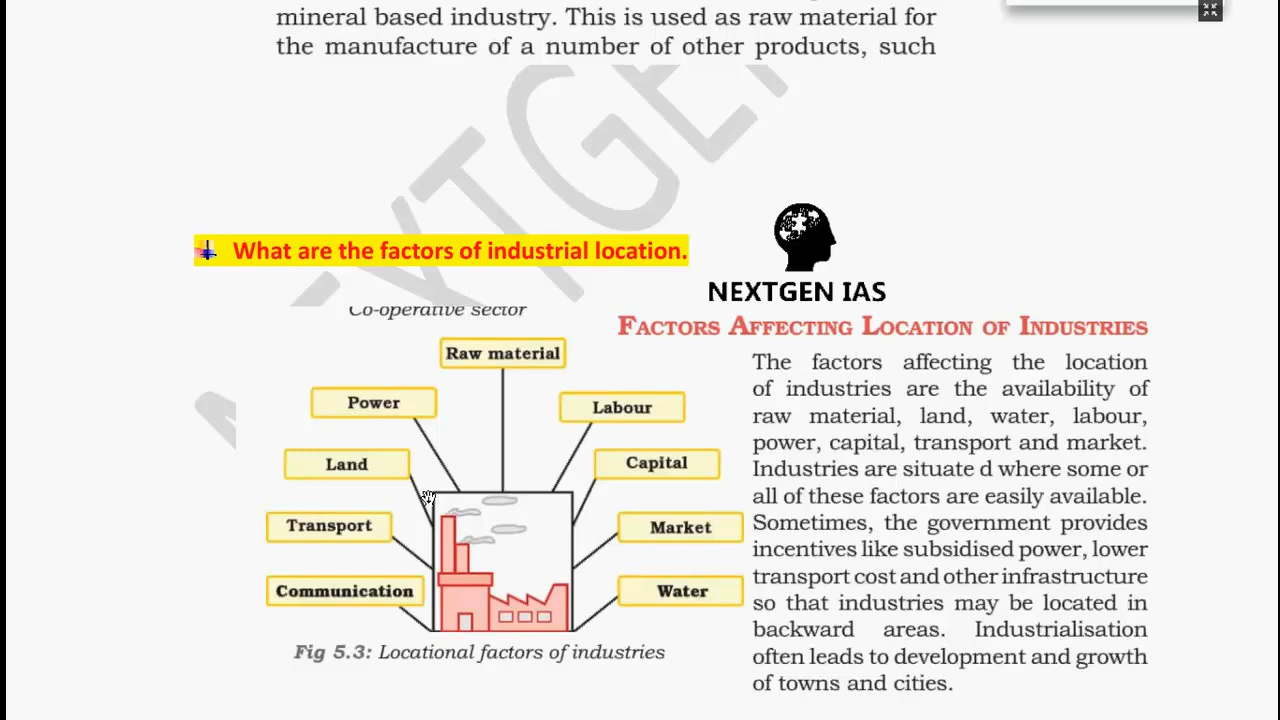 mineral based industry. This is used as raw material for
the manufacture of a number of other products, such
What are the factors of industrial location.
NEXTGEN IAS
Co-operative sector
FACTORS AFFECTING LOCATION OF INDUSTRIES
Raw material
Power
Labour
Land
Capital
Transport
Market
Communication
Water
Fig 5.3: Locational factors of industries
The factors affecting the location
of industries are the availability of
raw material, land, water, labour,
power, capital, transport and market.
Industries are situate d where some or
all of these factors are easily available.
Sometimes, the government provides
incentives like subsidised power, lower
transport cost and other infrastructure
so that industries may be located in
backward areas. Industrialisation
often leads to development and growth
of towns and cities.